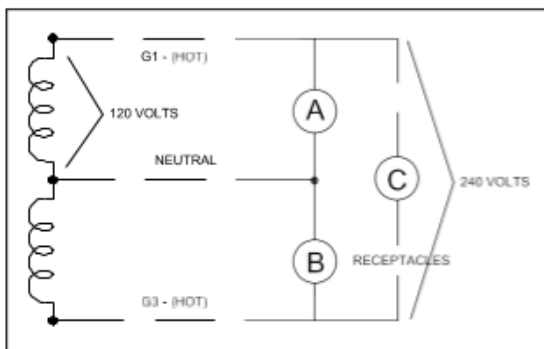 G1 - (HOT)
A
120 VOLTS
NEUTRAL
C
240 VOLTS
B
RECEPTACLES
G3 - (HOT)